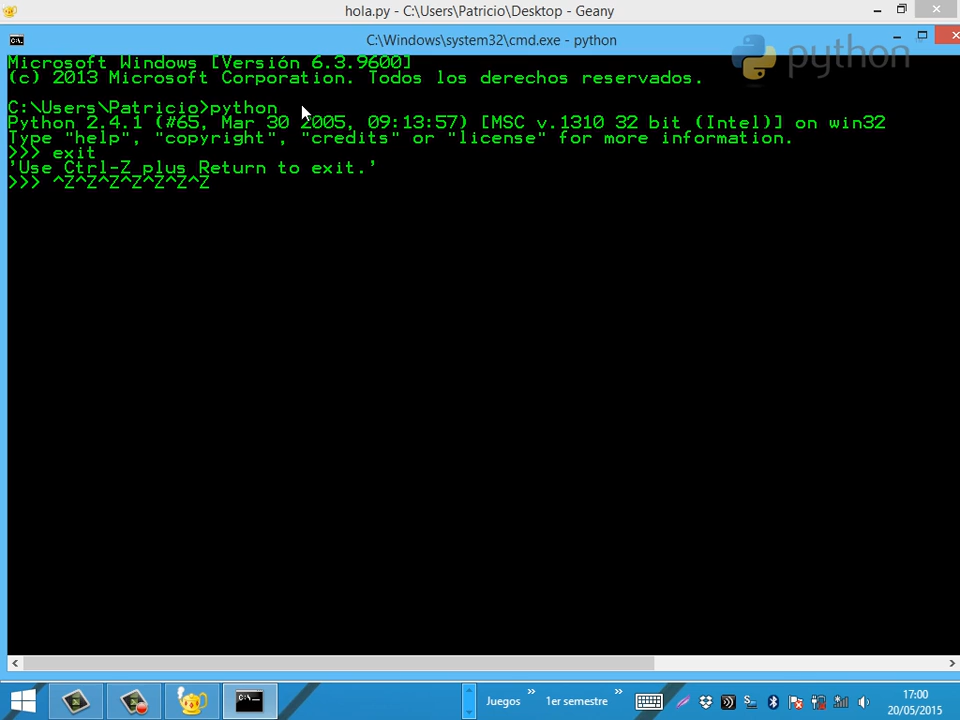 hola.py - C:\Users\Patricio\Desktop - Geany
C:\Windows\system32\cmd.exe - python
python
Microsoft Windows [Versión 6.3.9600]
(c) 2013 Microsoft Corporation. Todos los derechos reservados.
C:\Users\Patricio>python
Python 2.4.1 (#65, Mar 30 2005, 09:13:57) [MSC v.1310 32 bit (Intel)] on win32
Type "help", "copyright", "credits" or "license" for more information.
>>> exit
'Use Ctrl-Z plus Return to exit.'
>>> ^Z^Z^Z^Z^Z^Z^Z
Juegos
1er semestre
17:00
20/05/2015